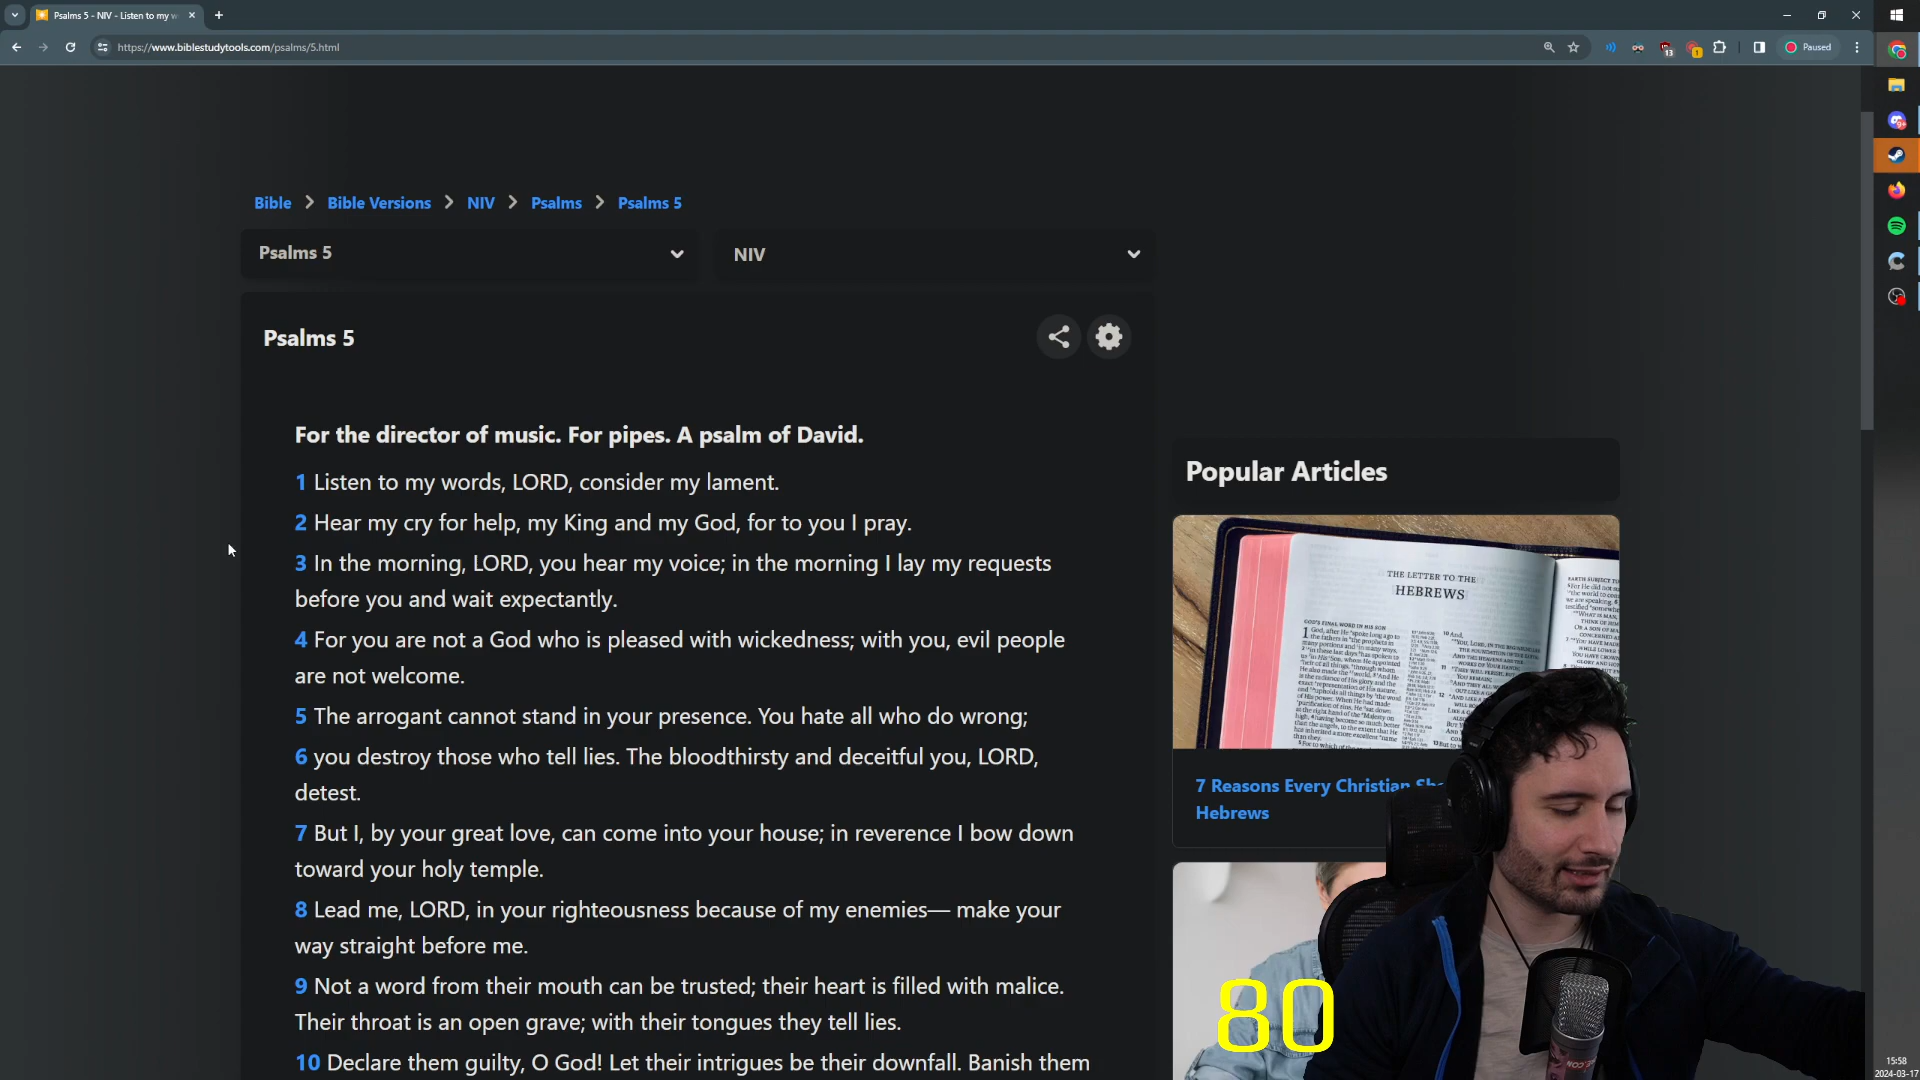 Psalms 5 - NIV - Listen to my w
https://www.biblestudytools.com/psalms/5.html
13
1
Paused
Bible > Bible Versions > NIV > Psalms > Psalms 5
Psalms 5
NIV
Psalms 5
For the director of music. For pipes. A psalm of David.
1 Listen to my words, LORD, consider my lament.
2 Hear my cry for help, my King and my God, for to you I pray.
3 In the morning, LORD, you hear my voice; in the morning I lay my requests
before you and wait expectantly.
4 For you are not a God who is pleased with wickedness; with you, evil people
are not welcome.
5 The arrogant cannot stand in your presence. You hate all who do wrong;
6 you destroy those who tell lies. The bloodthirsty and deceitful you, LORD,
detest.
7 But I, by your great love, can come into your house; in reverence I bow down
toward your holy temple.
8 Lead me, LORD, in your righteousness because of my enemies— make your
way straight before me.
9 Not a word from their mouth can be trusted; their heart is filled with malice.
Their throat is an open grave; with their tongues they tell lies.
10 Declare them guilty, O God! Let their intrigues be their downfall. Banish them
Popular Articles
THE LETTER TO THE
HEBREWS
7 Reasons Every Christian
Hebrews
80
9+
15:58
2024-03-17